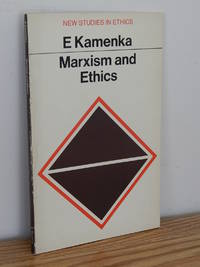 NEW STUDIES IN ETHICS
E Kamenka
Marxism and
Ethics